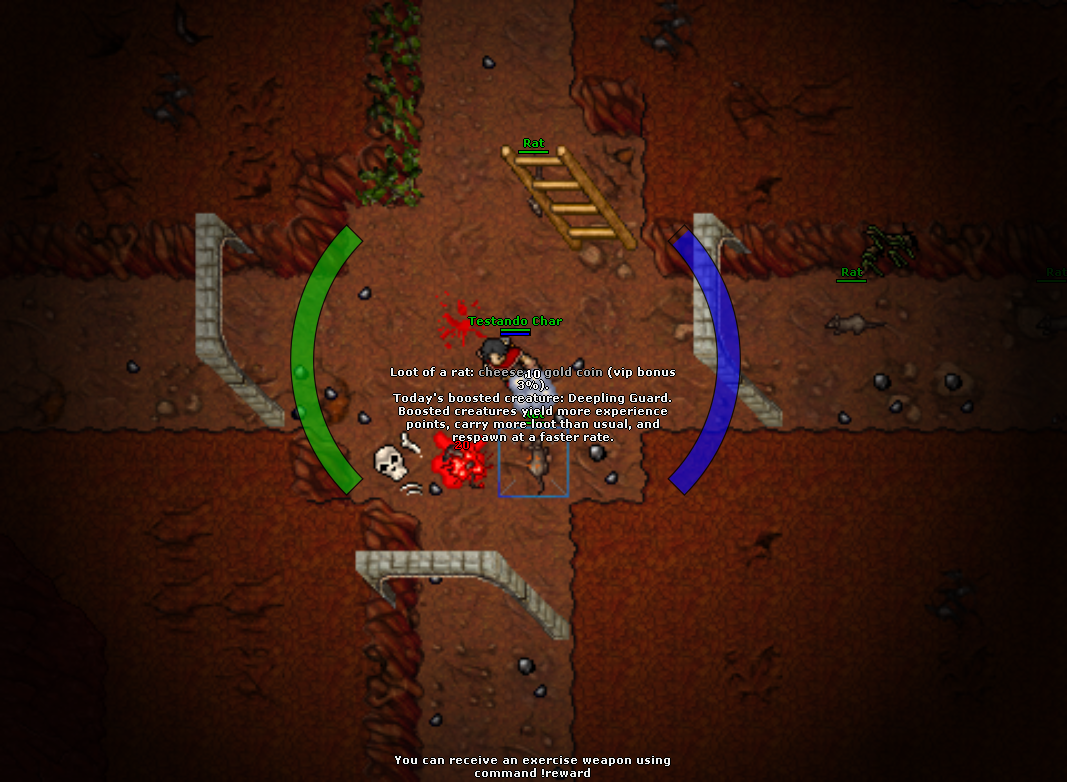 Rat
Rat
Rat
Testando Char
Loot of a rat: cheese, gold coin (vip bonus
10
3%).
Today's boosted creature: Deepling Guard.
Boosted creatures yield more experience
points, carry more loot than usual, and
respawn at a faster rate.
You can receive an exercise weapon using
command !reward